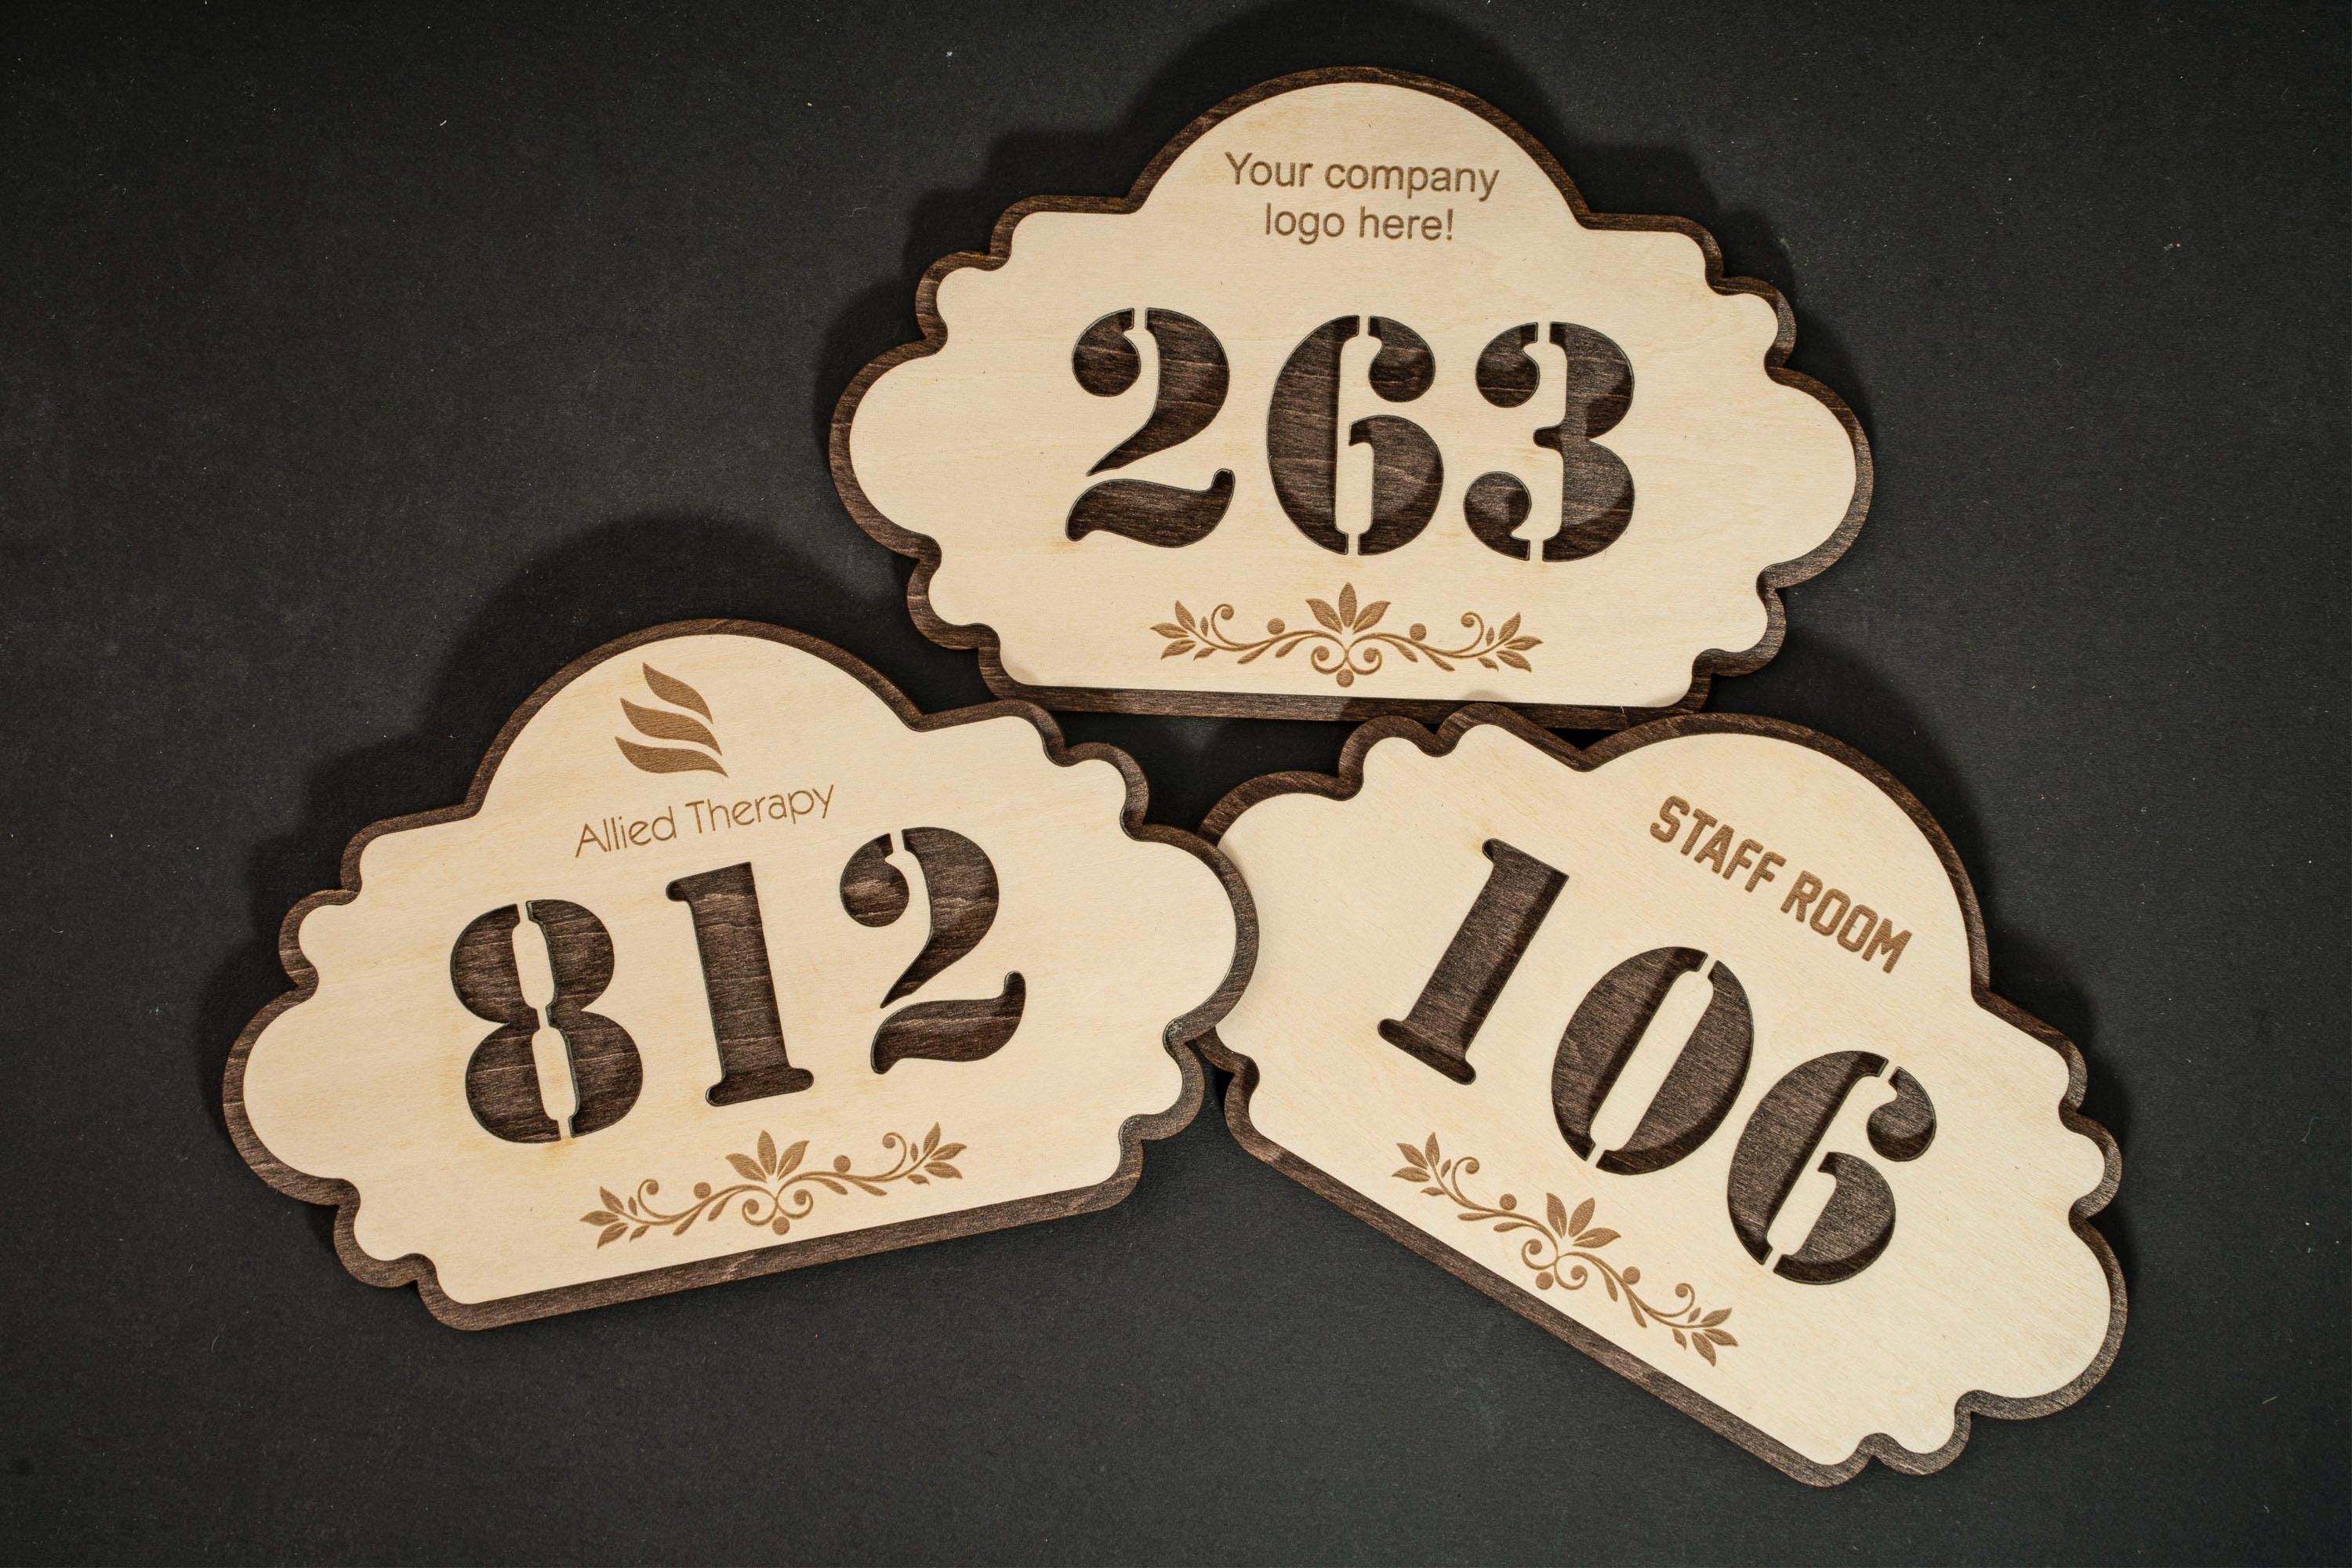 Your company
logo here!
263
Allied Therapy
812
STAFF ROOM
106